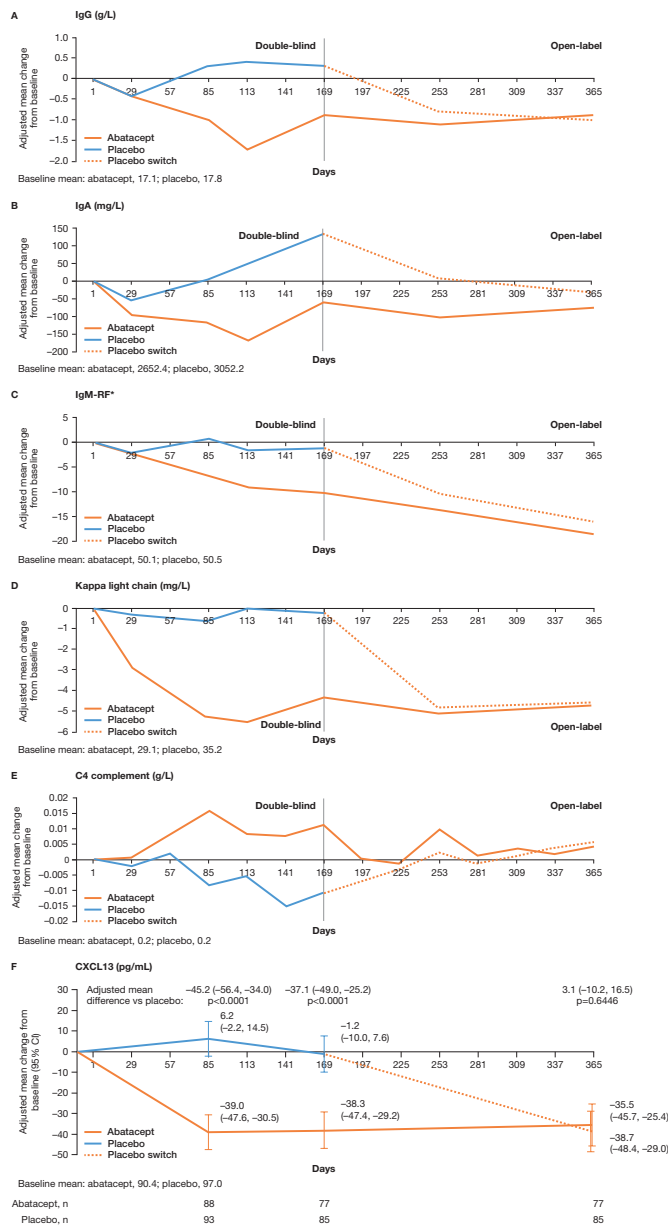 A IgG (g/L)
Adjusted mean change
from baseline
1.0
0.5
0
−0.5
−1.0
−1.5
−2.0
Double-blind Open-label
1 29 57 85 113 141 169 197 225 253 281 309 337 365
Abatacept
Placebo
Placebo switch
Days
Baseline mean: abatacept, 17.1; placebo, 17.8
B IgA (mg/L)
Adjusted mean change
from baseline
150
100
50
0
−50
−100
−150
−200
Double-blind Open-label
1 29 57 85 113 141 169 197 225 253 281 309 337 365
Abatacept
Placebo
Placebo switch
Days
Baseline mean: abatacept, 2652.4; placebo, 3052.2
C IgM-RF*
Adjusted mean change
from baseline
5
0
−5
−10
−15
−20
Double-blind Open-label
1 29 57 85 113 141 169 197 225 253 281 309 337 365
Abatacept
Placebo
Placebo switch
Days
Baseline mean: abatacept, 50.1; placebo, 50.5
D Kappa light chain (mg/L)
Adjusted mean change
from baseline
0
−1
−2
−3
−4
−5
−6
1 29 57 85 113 141 169 197 225 253 281 309 337 365
Abatacept
Placebo
Placebo switch
Double-blind Open-label
Days
Baseline mean: abatacept, 29.1; placebo, 35.2
E C4 complement (g/L)
Adjusted mean change
from baseline
0.02
0.015
0.01
0.005
0
−0.005
−0.01
−0.015
−0.02
Double-blind Open-label
1 29 57 85 113 141 169 197 225 253 281 309 337 365
Abatacept
Placebo
Placebo switch
Days
Baseline mean: abatacept, 0.2; placebo, 0.2
F CXCL13 (pg/mL)
Adjusted mean change from
baseline (95% CI)
30
20
10
0
−10
−20
−30
−40
−50
Adjusted mean −45.2 (−56.4, −34.0) −37.1 (−49.0, −25.2) 3.1 (−10.2, 16.5)
difference vs placebo: p<0.0001 p<0.0001 p=0.6446
6.2
(−2.2, 14.5)
−1.2
(−10.0, 7.6)
1 29 57 85 113 141 169 197 225 253 281 309 337 365
−39.0
(−47.6, −30.5)
−38.3
(−47.4, −29.2)
−35.5
(−45.7, −25.4)
−38.7
(−48.4, −29.0)
Abatacept
Placebo
Placebo switch
Days
Baseline mean: abatacept, 90.4; placebo, 97.0
Abatacept, n 88 77 77
Placebo, n 93 85 85